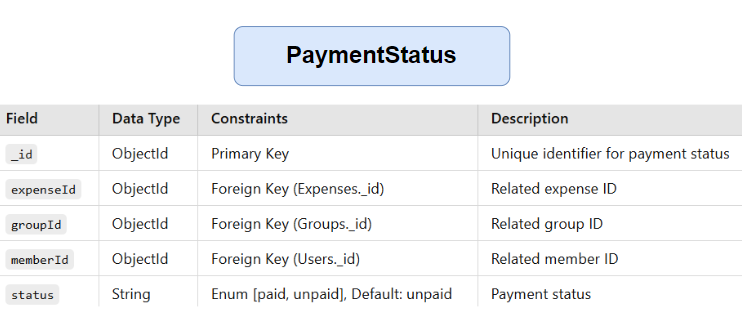 PaymentStatus
Field Data Type Constraints Description
_id ObjectId Primary Key Unique identifier for payment status
expenseId ObjectId Foreign Key (Expenses._id) Related expense ID
groupId ObjectId Foreign Key (Groups._id) Related group ID
memberId ObjectId Foreign Key (Users._id) Related member ID
status String Enum [paid, unpaid], Default: unpaid Payment status